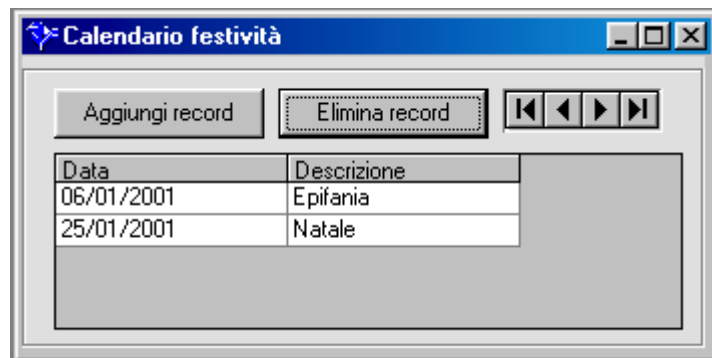 Calendario festività
Aggiungi record Elimina record
Data Descrizione
06/01/2001 Epifania
25/01/2001 Natale